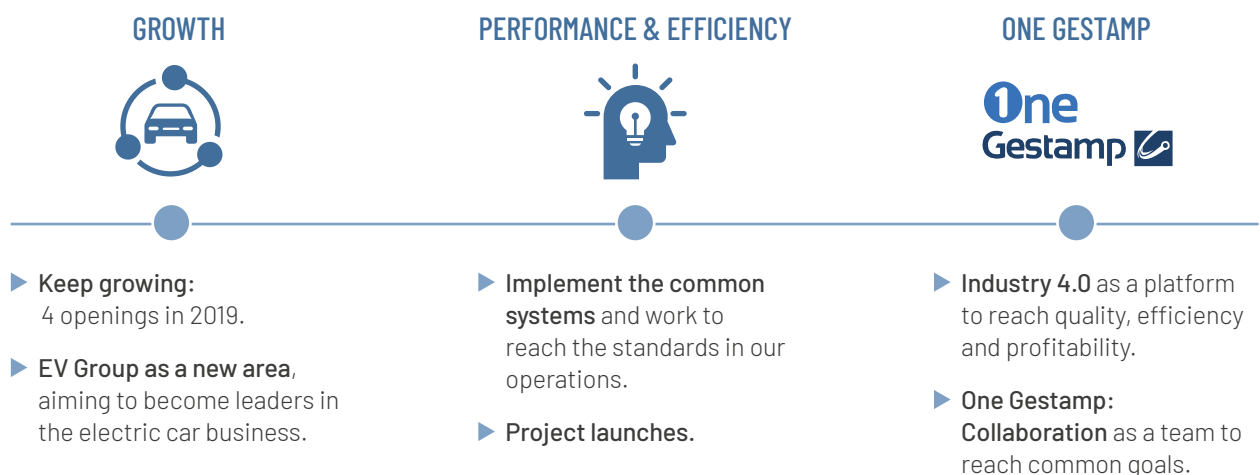 GROWTH
PERFORMANCE & EFFICIENCY
ONE GESTAMP
One
Gestamp
Keep growing:
4 openings in 2019.
EV Group as a new area,
aiming to become leaders in
the electric car business.
Implement the common
systems and work to
reach the standards in our
operations.
Project launches.
Industry 4.0 as a platform
to reach quality, efficiency
and profitability.
One Gestamp:
Collaboration as a team to
reach common goals.